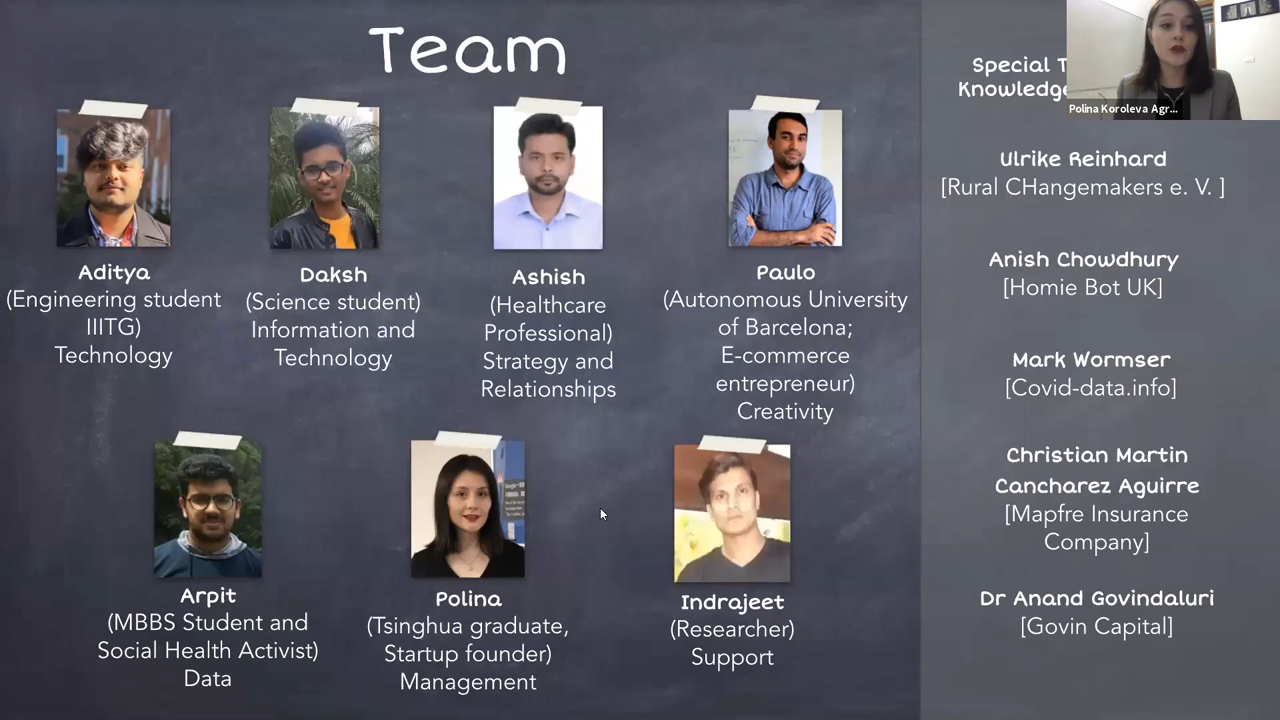 Team
Aditya
(Engineering student
IIITG)
Technology
Daksh
(Science student)
Information and
Technology
Ashish
(Healthcare
Professional)
Strategy and
Relationships
Paulo
(Autonomous University
of Barcelona;
E-commerce
entrepreneur)
Creativity
Arpit
(MBBS Student and
Social Health Activist)
Data
Polina
(Tsinghua graduate,
Startup founder)
Management
Indrajeet
(Researcher)
Support
Special
Polina Koroleva Agr...
Ulrike Reinhard
[Rural CHangemakers e. V. ]
Anish Chowdhury
[Homie Bot UK]
Mark Wormser
[Covid-data.info]
Christian Martin
Cancharez Aguirre
[Mapfre Insurance
Company]
Dr Anand Govindaluri
[Govin Capital]